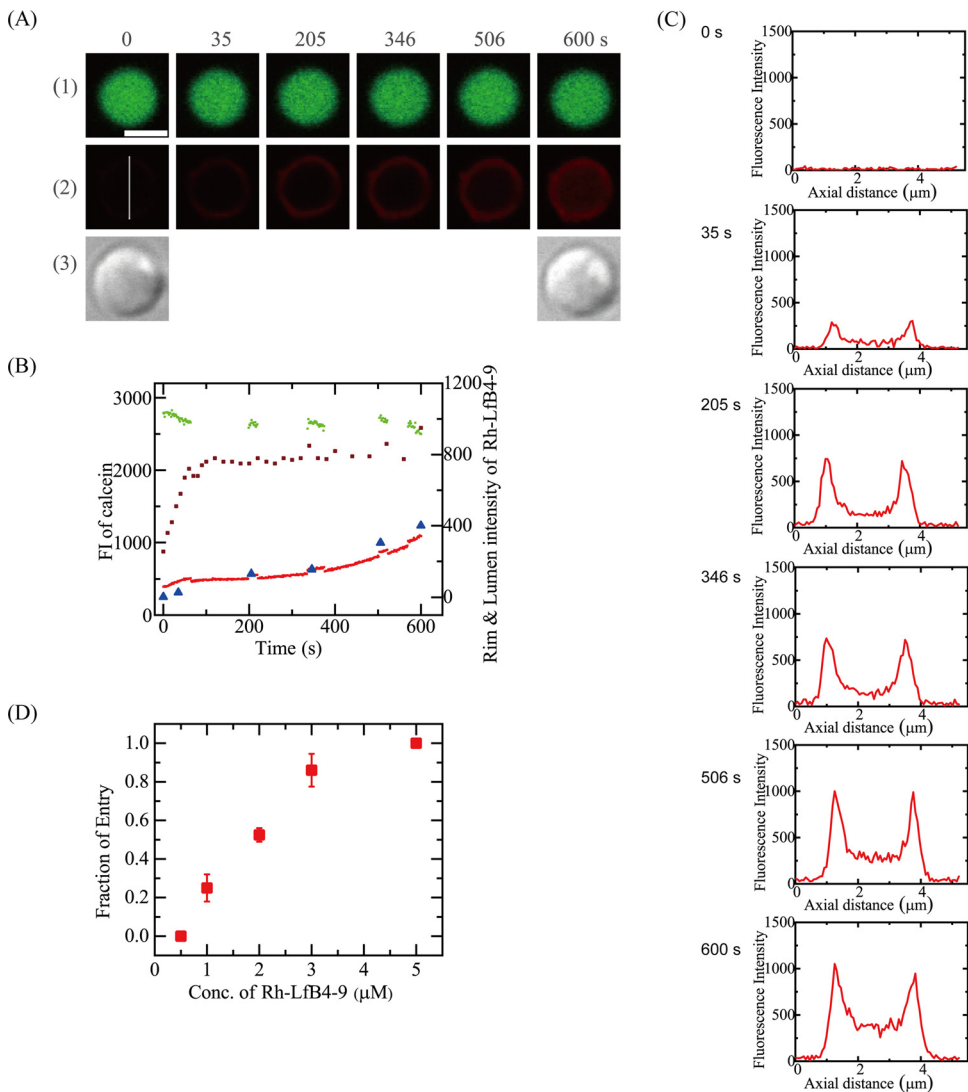 (A)
0 35 205 346 506 600 s
(1)
(2)
(3)
(B)
3000
2000
1000
0
FI of calcein
1200
800
400
0
Rim & Lumen intensity of Rh-LfB4-9
0 200 400 600
Time (s)
(D)
1.0
0.8
0.6
0.4
0.2
0.0
Fraction of Entry
0 1 2 3 4 5
Conc. of Rh-LfB4-9 (μM)
(C)
0 s
Fluorescence Intensity
1500
1000
500
0
0 2 4
Axial distance (μm)
35 s
Fluorescence Intensity
1500
1000
500
0
0 2 4
Axial distance (μm)
205 s
Fluorescence Intensity
1500
1000
500
0
0 2 4
Axial distance (μm)
346 s
Fluorescence Intensity
1500
1000
500
0
0 2 4
Axial distance (μm)
506 s
Fluorescence Intensity
1500
1000
500
0
0 2 4
Axial distance (μm)
600 s
Fluorescence Intensity
1500
1000
500
0
0 2 4
Axial distance (μm)